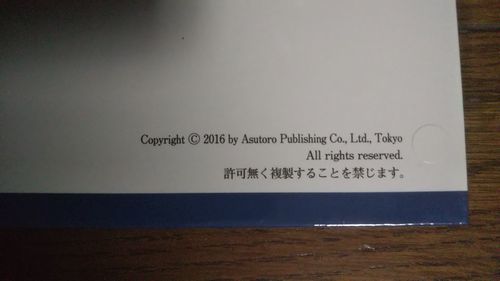 Copyright Ⓒ 2016 by Asutoro Publishing Co., Ltd., Tokyo
All rights reserved.
許可無く複製することを禁じます。